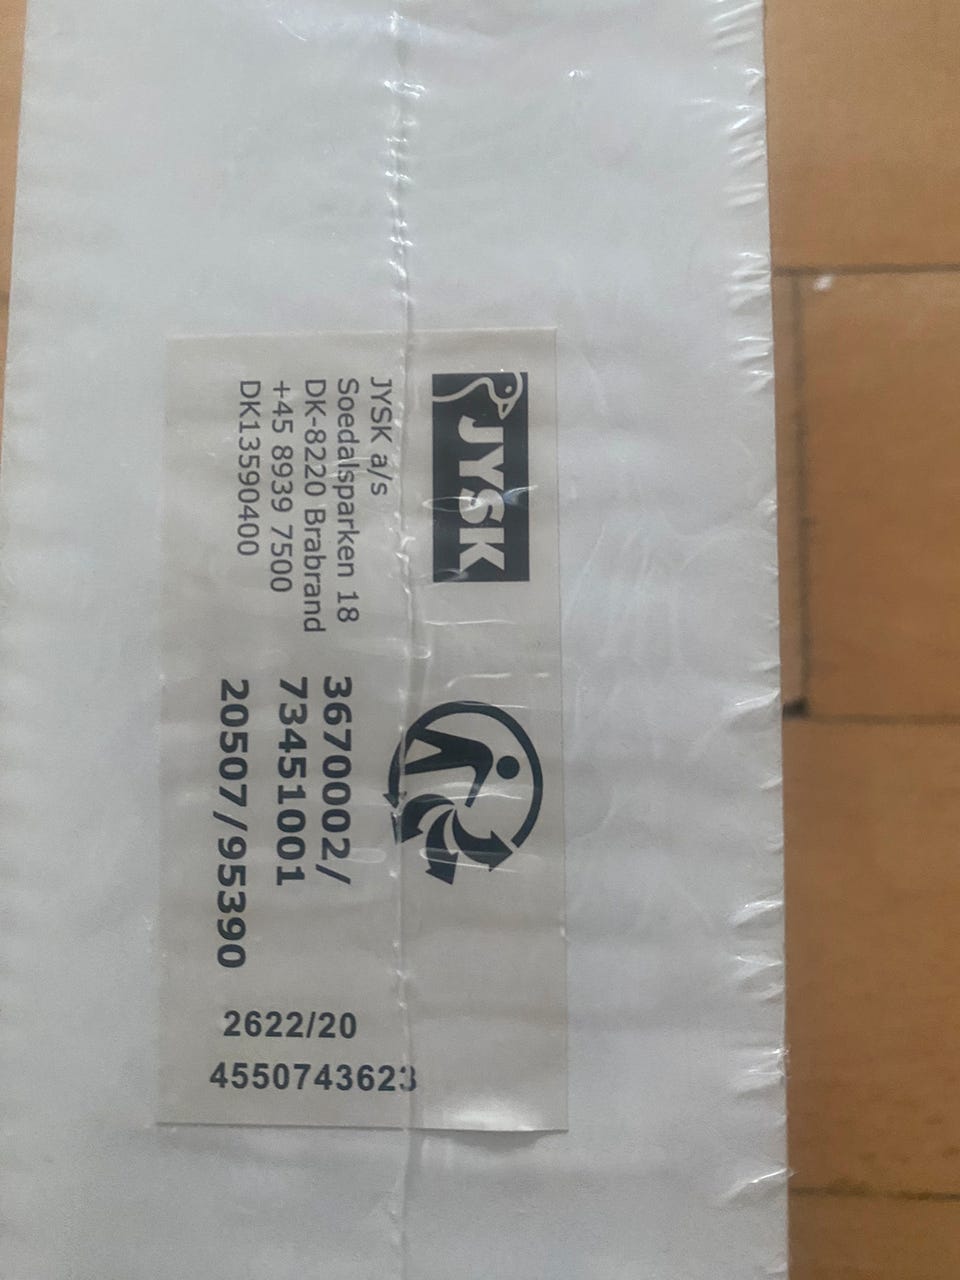 JYSK
JYSK a/s
Soedalsparken 18
DK-8220 Brabrand
+45 8939 7500
DK13590400
3670002/
73451001
20507/95390
2622/20
4550743623